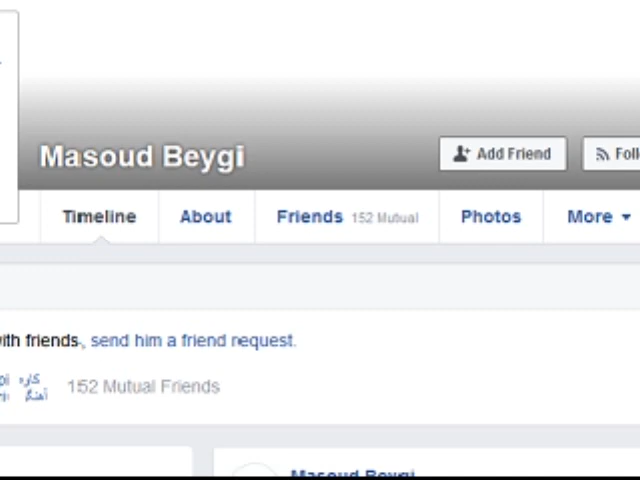 Masoud Beygi
Add Friend
Timeline
About
Friends 152 Mutual
Photos
More
with friends, send him a friend request.
152 Mutual Friends
Masoud Beygi